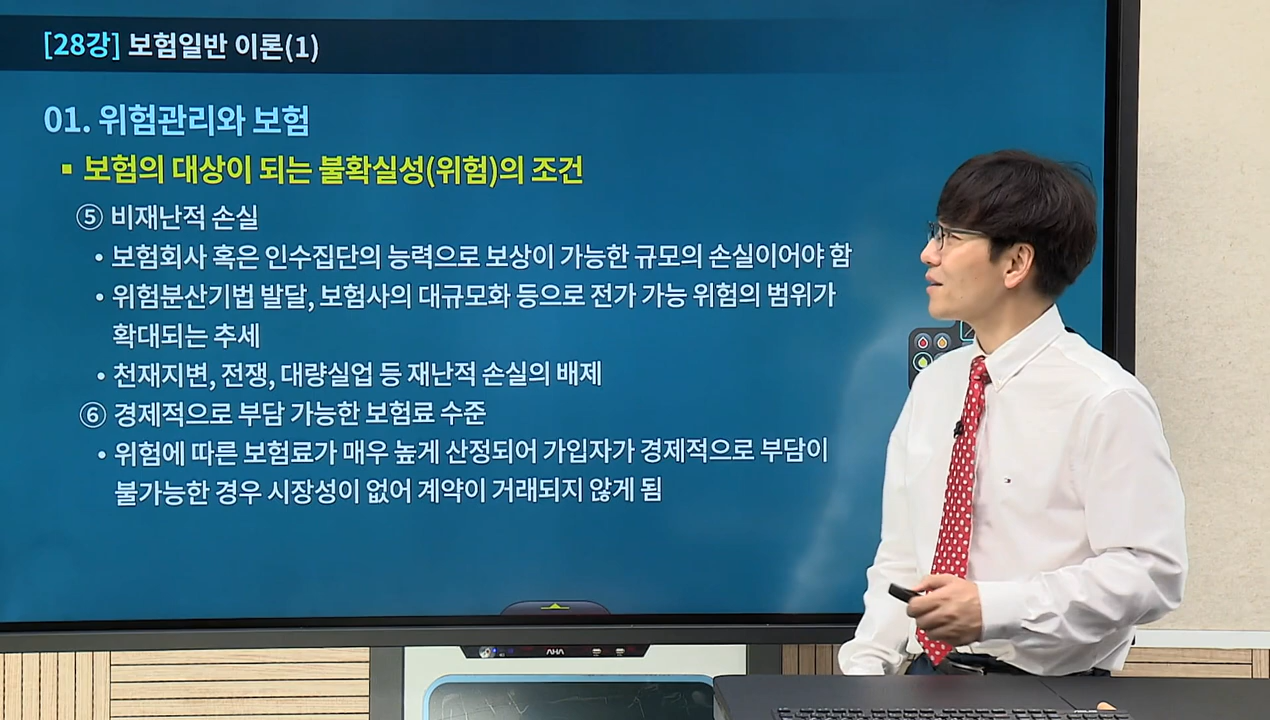 [28강] 보험일반 이론(1)
01. 위험관리와 보험
▪ 보험의 대상이 되는 불확실성(위험)의 조건
⑤ 비재난적 손실
• 보험회사 혹은 인수집단의 능력으로 보상이 가능한 규모의 손실이어야 함
• 위험분산기법 발달, 보험사의 대규모화 등으로 전가 가능 위험의 범위가
확대되는 추세
• 천재지변, 전쟁, 대량실업 등 재난적 손실의 배제
⑥ 경제적으로 부담 가능한 보험료 수준
• 위험에 따른 보험료가 매우 높게 산정되어 가입자가 경제적으로 부담이
불가능한 경우 시장성이 없어 계약이 거래되지 않게 됨
AHA